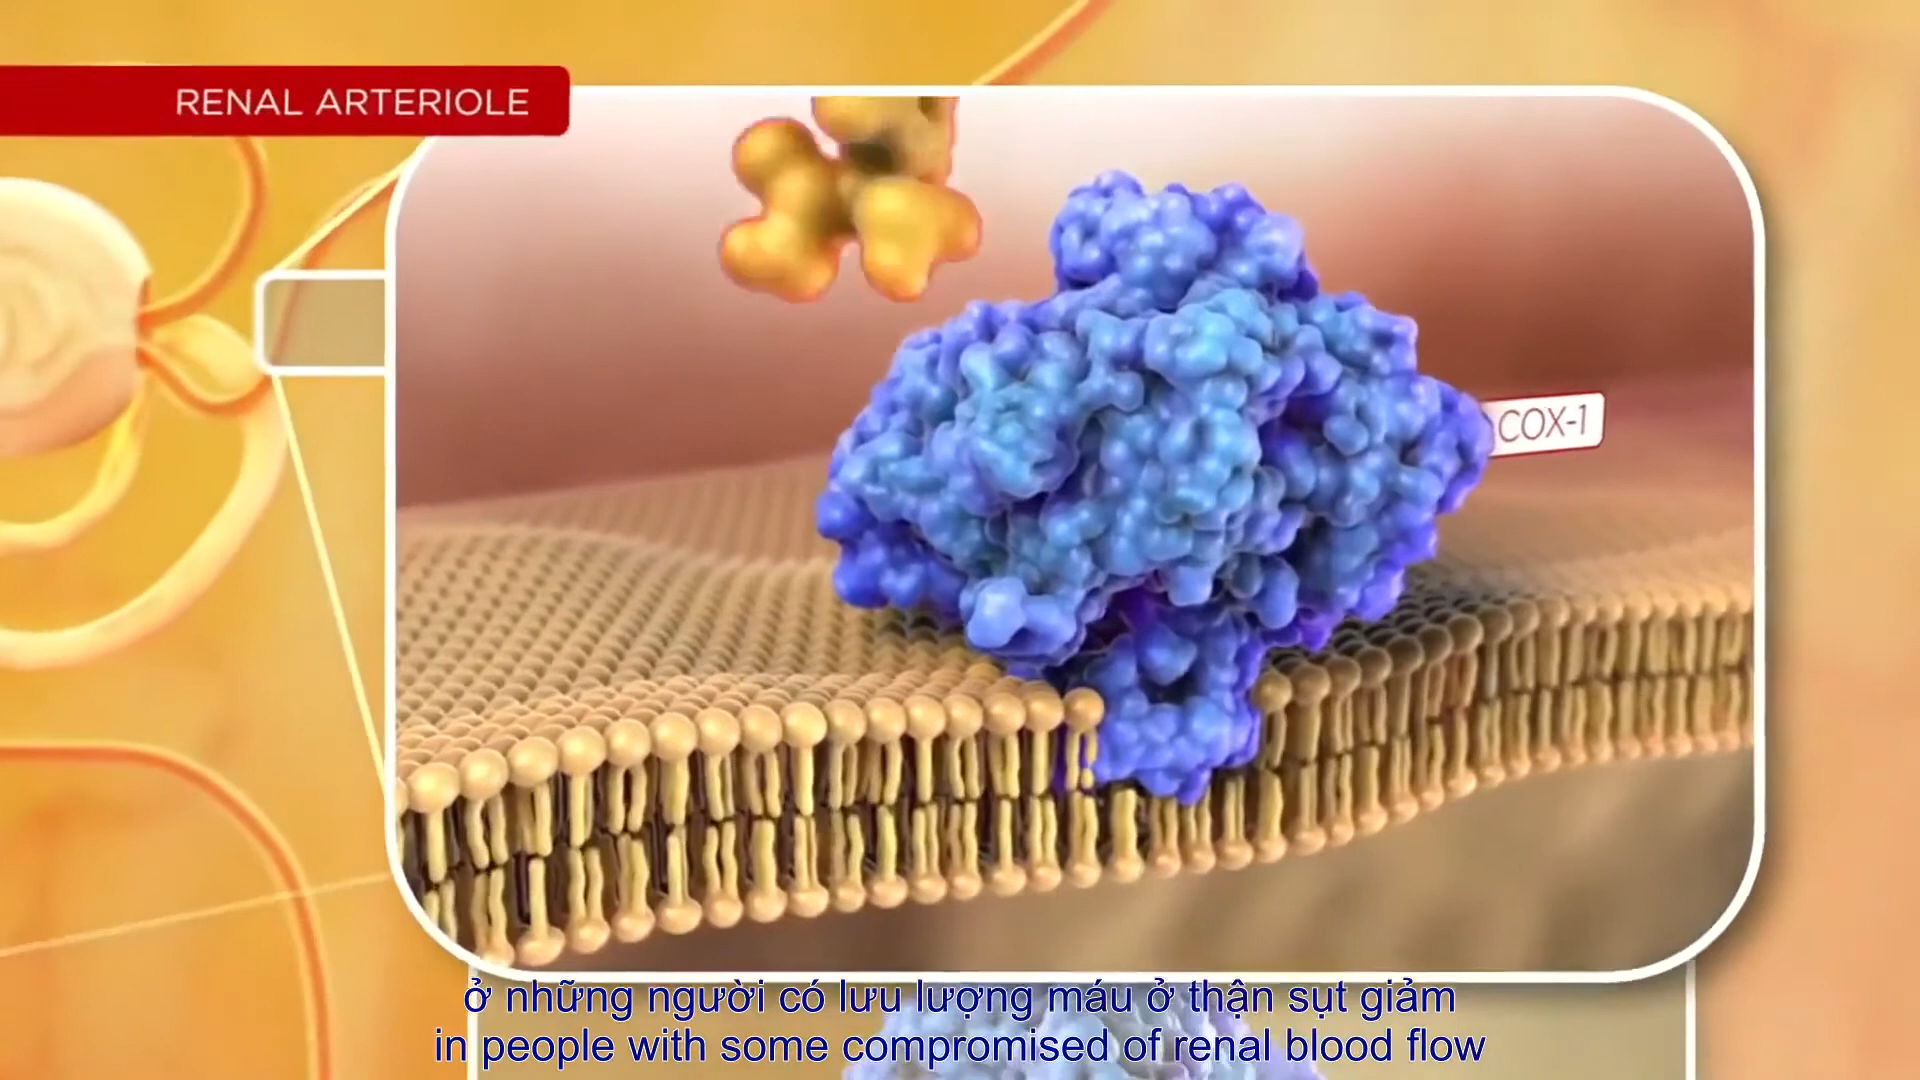 RENAL ARTERIOLE
COX-1
ở những người có lưu lượng máu ở thận sụt giảm
in people with some compromised of renal blood flow